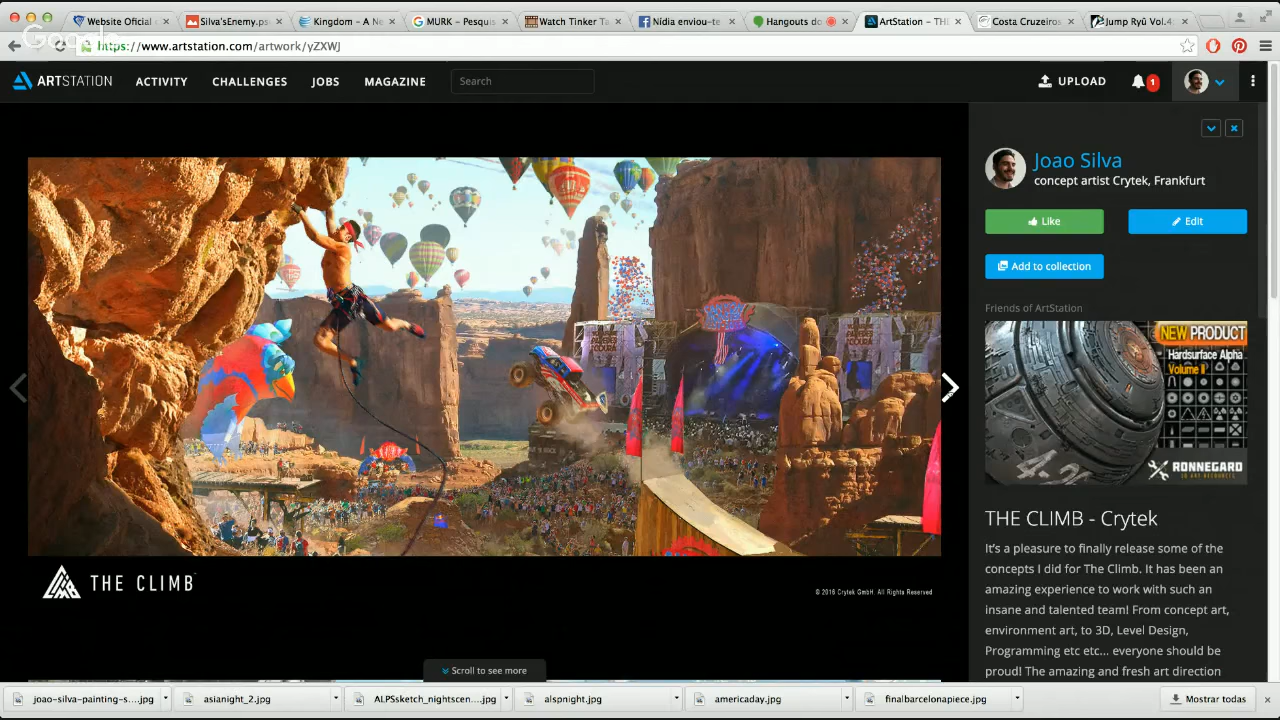 Website Oficial
Silva'sEnemy.ps
Kingdom - A Ne
MURK - Pesquis
Watch Tinker Ta
Nídia enviou-te
Hangouts do
ArtStation - THE
Costa Cruzeiros
Jump Ryū Vol.4:
Google
https://www.artstation.com/artwork/yZXWJ
ARTSTATION
ACTIVITY
CHALLENGES
JOBS
MAGAZINE
Search
UPLOAD
1
Joao Silva
concept artist Crytek, Frankfurt
Like
Edit
Add to collection
Friends of ArtStation
NEW PRODUCT
Hardsurface Alpha
Volume II
RONNEGARD
THE CLIMB - Crytek
It's a pleasure to finally release some of the
concepts I did for The Climb. It has been an
amazing experience to work with such an
insane and talented team! From concept art,
environment art, to 3D, Level Design,
Programming etc etc... everyone should be
proud! The amazing and fresh art direction
THE CLIMB
© 2016 Crytek GmbH. All Rights Reserved
Scroll to see more
joao-silva-painting-s....jpg
asianight_2.jpg
ALPSsketch_nightscen....jpg
alspnight.jpg
americaday.jpg
finalbarcelonapiece.jpg
Mostrar todas